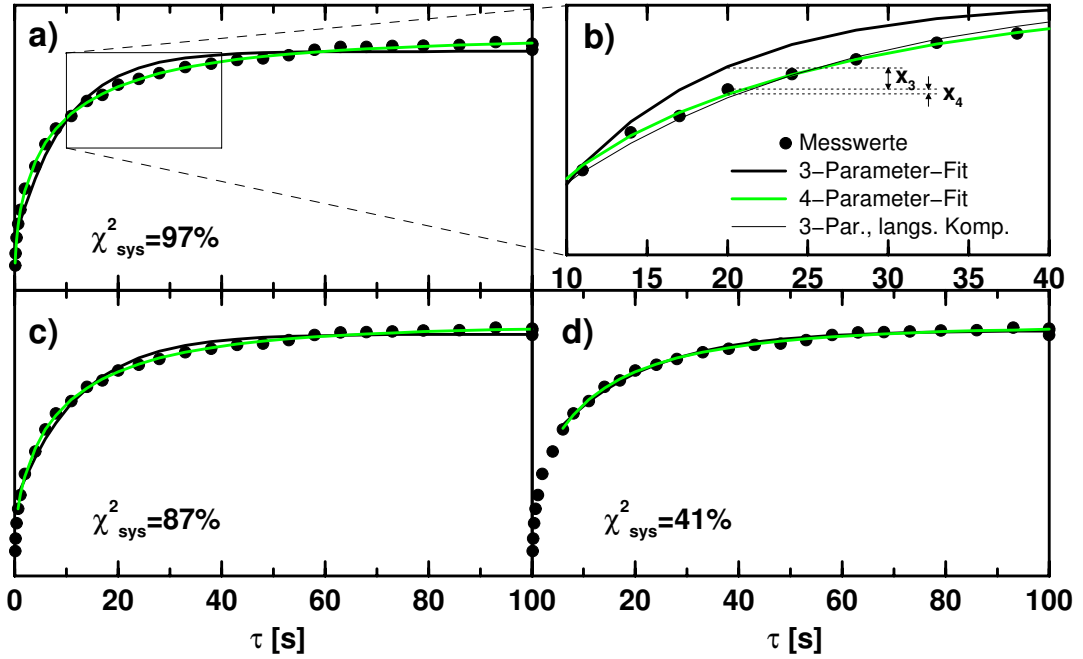 a)
χ²sys=97%
b)
x₃
x₄
Messwerte
3−Parameter−Fit
4−Parameter−Fit
3−Par., langs. Komp.
10 15 20 25 30 35 40
c)
χ²sys=87%
0 20 40 60 80 100
τ [s]
d)
χ²sys=41%
20 40 60 80 100
τ [s]